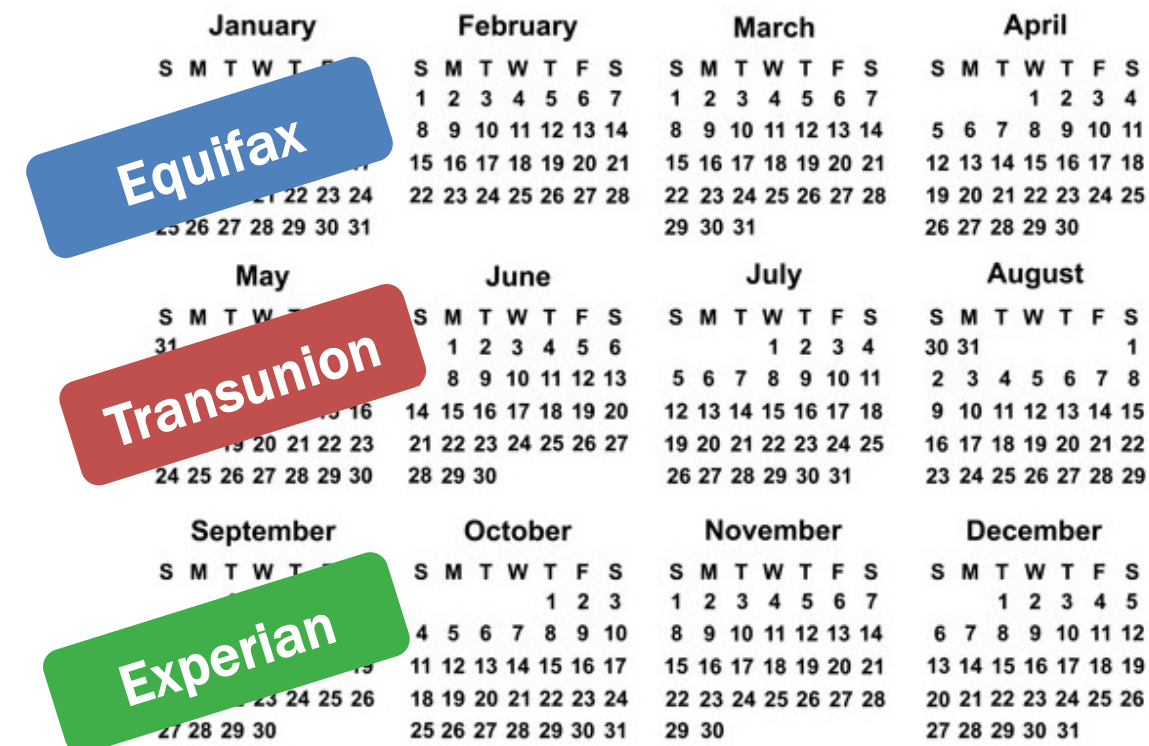 January
S M T W T
Equifax
22 23 24
25 26 27 28 29 30 31
February
S M T W T F S
1 2 3 4 5 6 7
8 9 10 11 12 13 14
15 16 17 18 19 20 21
22 23 24 25 26 27 28
March
S M T W T F S
1 2 3 4 5 6 7
8 9 10 11 12 13 14
15 16 17 18 19 20 21
22 23 24 25 26 27 28
29 30 31
April
S M T W T F S
1 2 3 4
5 6 7 8 9 10 11
12 13 14 15 16 17 18
19 20 21 22 23 24 25
26 27 28 29 30
May
S M T W
31
Transunion
16
19 20 21 22 23
24 25 26 27 28 29 30
June
S M T W T F S
1 2 3 4 5 6
8 9 10 11 12 13
14 15 16 17 18 19 20
21 22 23 24 25 26 27
28 29 30
July
S M T W T F S
1 2 3 4
5 6 7 8 9 10 11
12 13 14 15 16 17 18
19 20 21 22 23 24 25
26 27 28 29 30 31
August
S M T W T F S
30 31 1
2 3 4 5 6 7 8
9 10 11 12 13 14 15
16 17 18 19 20 21 22
23 24 25 26 27 28 29
September
S M T W T
Experian
19
23 24 25 26
27 28 29 30
October
S M T W T F S
1 2 3
4 5 6 7 8 9 10
11 12 13 14 15 16 17
18 19 20 21 22 23 24
25 26 27 28 29 30 31
November
S M T W T F S
1 2 3 4 5 6 7
8 9 10 11 12 13 14
15 16 17 18 19 20 21
22 23 24 25 26 27 28
29 30
December
S M T W T F S
1 2 3 4 5
6 7 8 9 10 11 12
13 14 15 16 17 18 19
20 21 22 23 24 25 26
27 28 29 30 31